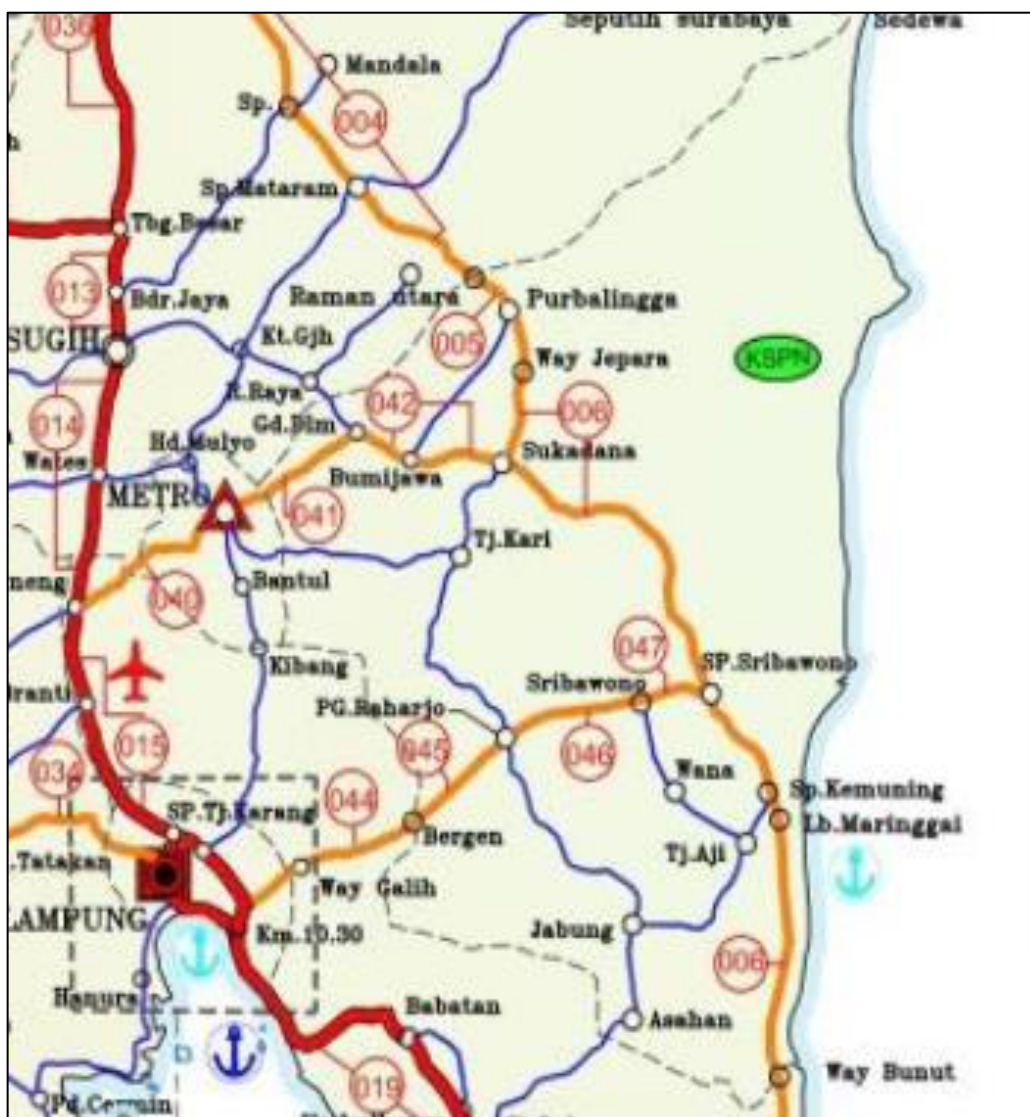 036
Seputih surabaya
Sedewa
Mandala
Sp.
004
h
Sp.Mataram
Tbg.Besar
013
Bdr.Jaya
Raman utara
Purbalingga
SUGIH
Kt.Gjh
005
Way Jepara
KSPN
R.Raya
042
006
014
Gd.Dlm
Hd.Mulyo
Wates
Bumijawa
Sukadana
METRO
041
Tj.Kari
neng
040
Bantul
Kibang
047
SP.Sribawono
Sribawono
PG.Raharjo
015
945
046
034
044
Wana
Sp.Kemuning
SP.Tj.Karang
Bergen
Lb.Maringgai
.Tatakan
Way Galih
Tj.Aji
LAMPUNG
Km.10.30
Jabung
006
Hanura
Babatan
Asahan
Way Bunut
019